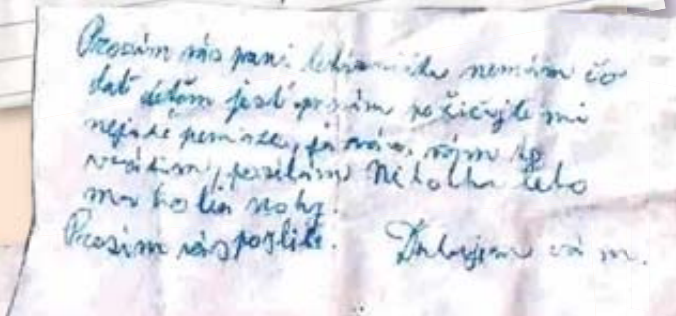 Prosím vás pani lekárnička nemám čo
dať deťom jesť prosím požičajte mi
nejaké peniaze, ja vám
vrátim, posielam Nikolka lebo
ma bolia nohy.
Prosím vás pošlite. Ďakujem vám.